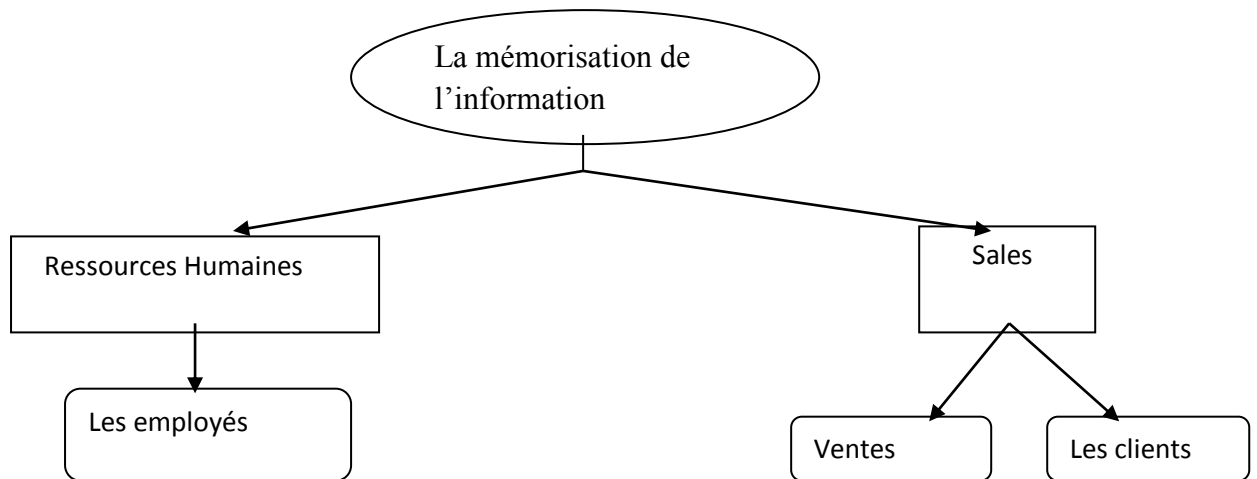 La mémorisation de
l’information
Ressources Humaines
Sales
Les employés
Ventes
Les clients